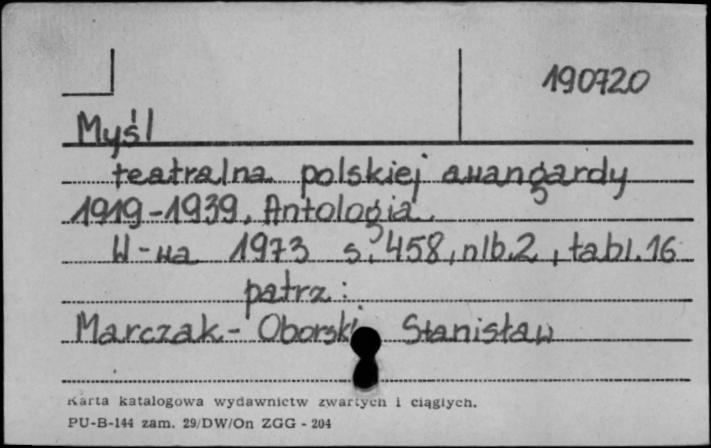 190720
Myśl
teatralna polskiej awangardy
1919-1939. Antologia.
W-wa 1973 s. 458, nlb. 2, tabl. 16
patrz:
Marczak-Oborski Stanisław
Karta katalogowa wydawnictw zwartych i ciągłych.
PU-B-144 zam. 29/DW/On ZGG - 204